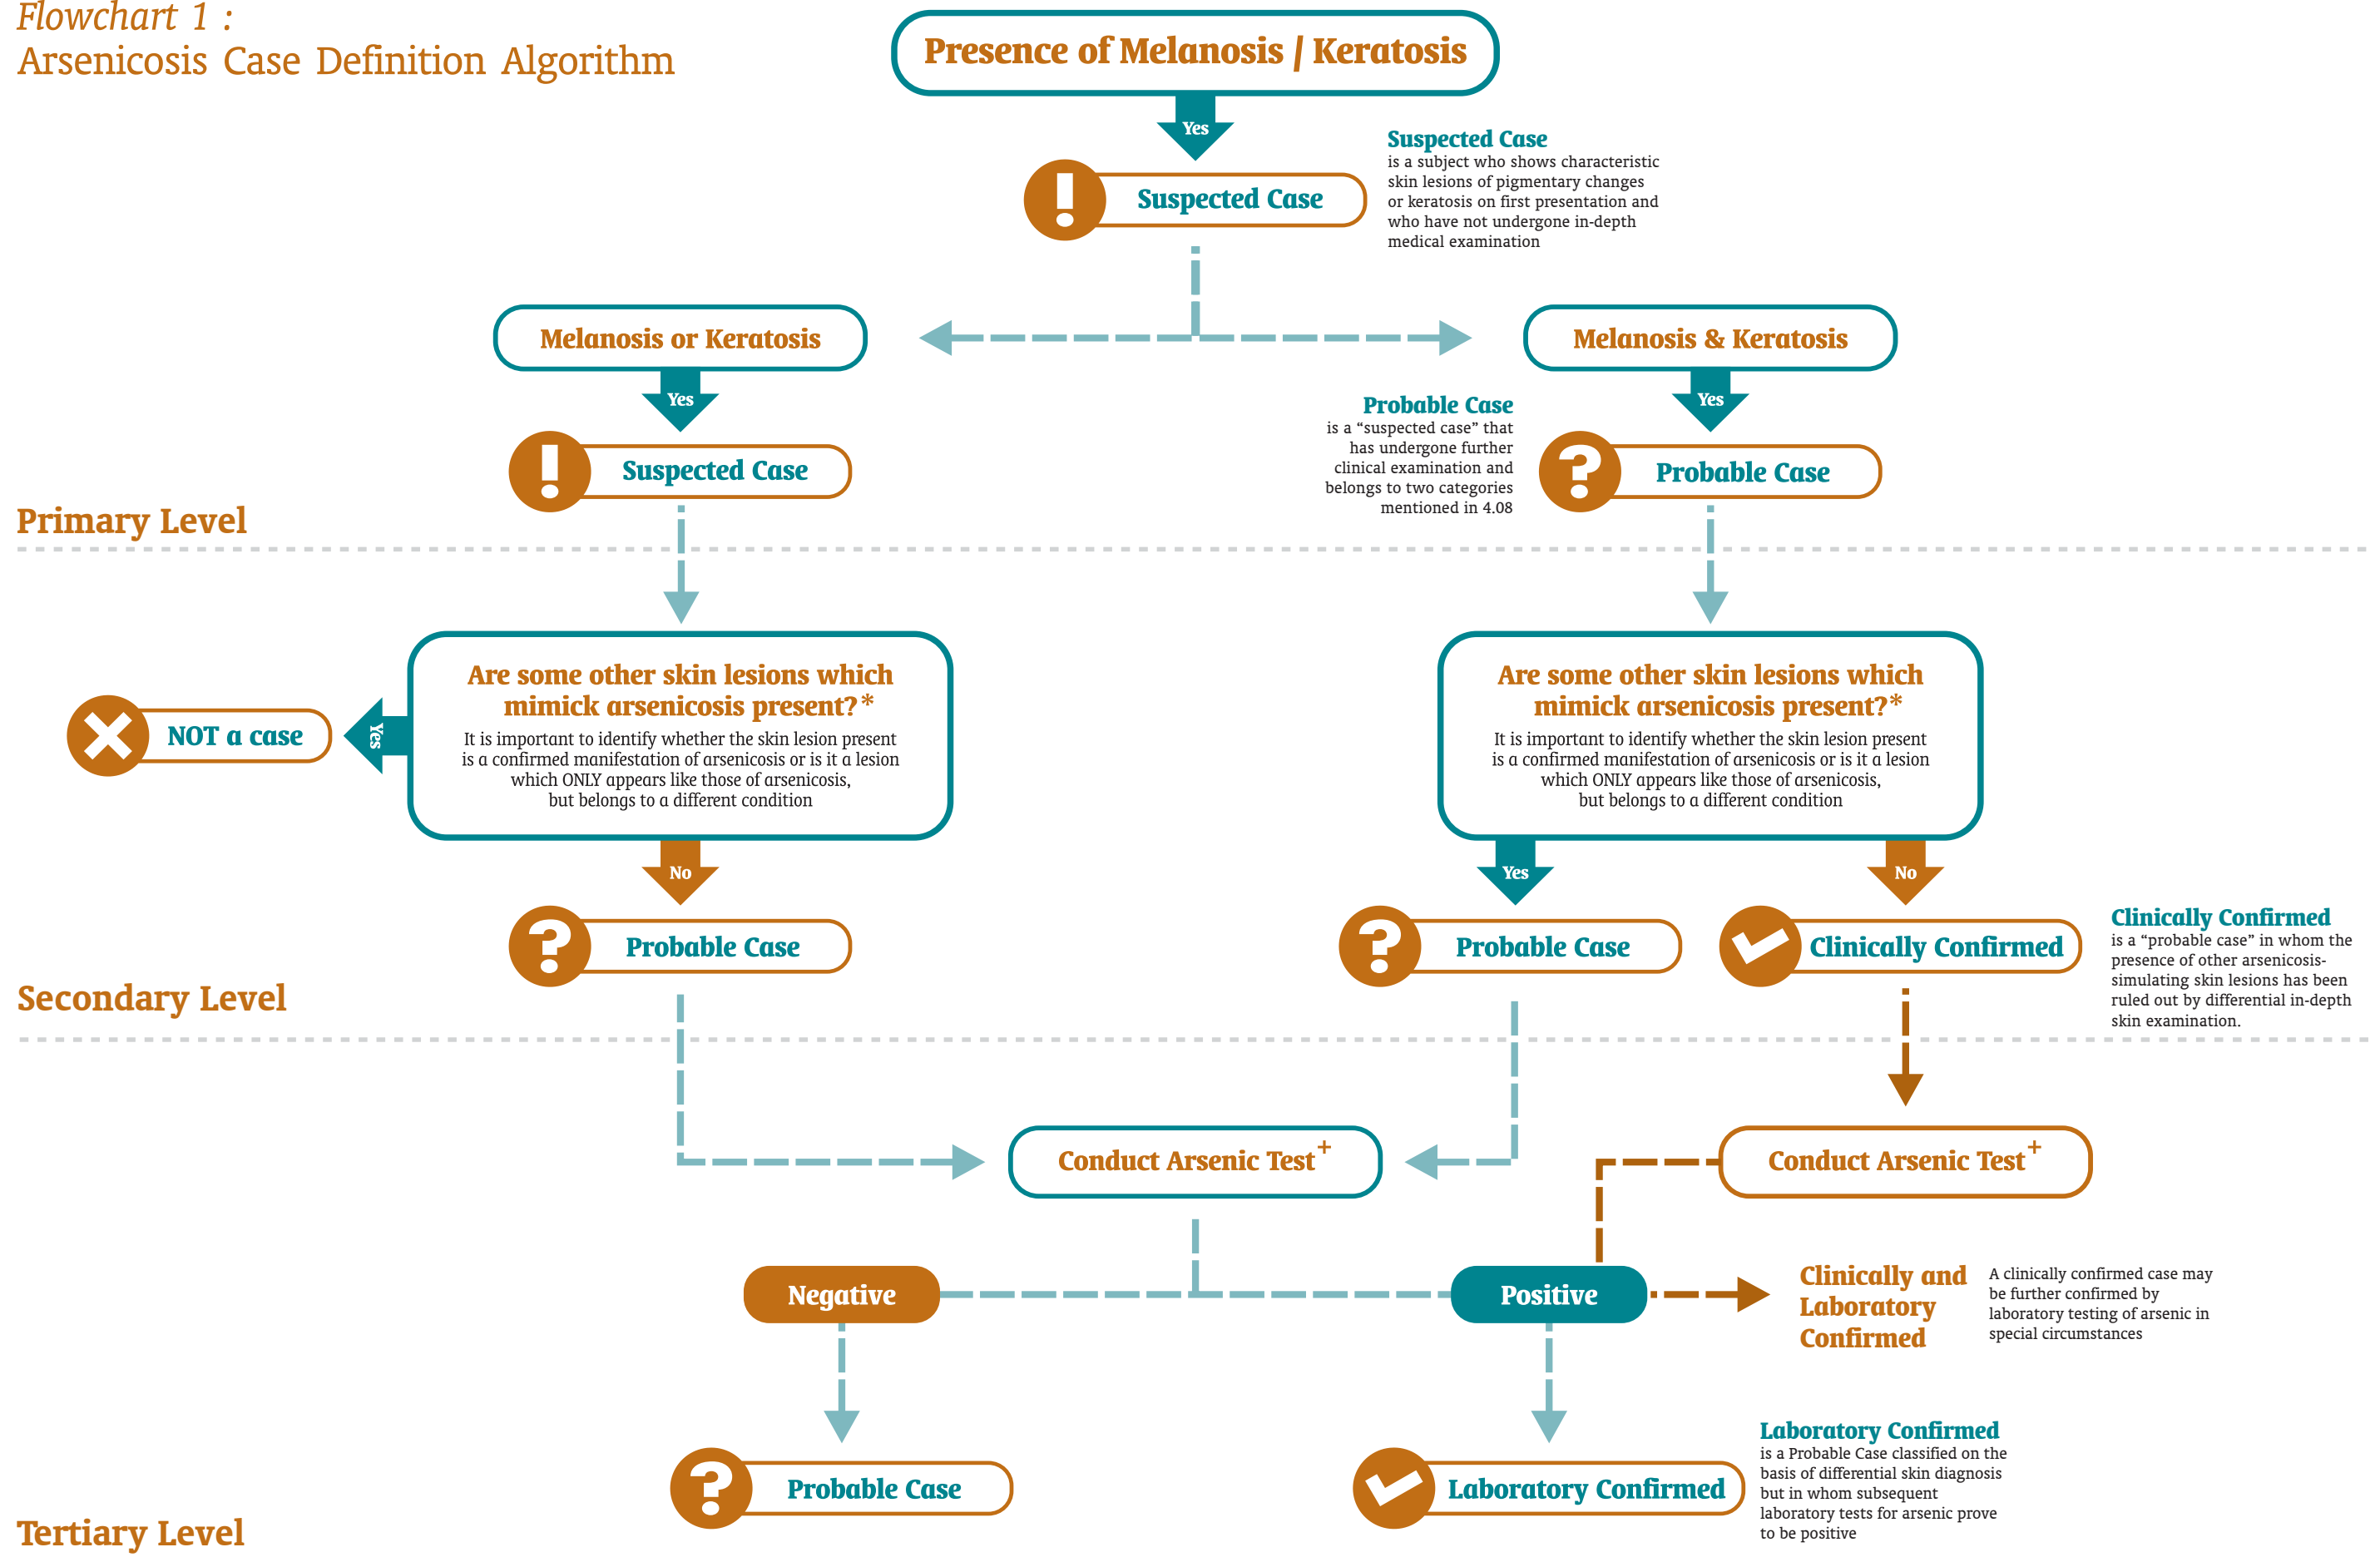 Flowchart 1 :
Arsenicosis Case Definition Algorithm
Presence of Melanosis / Keratosis
Yes
Suspected Case
Suspected Case
is a subject who shows characteristic
skin lesions of pigmentary changes
or keratosis on first presentation and
who have not undergone in-depth
medical examination
Melanosis or Keratosis
Yes
Suspected Case
Melanosis & Keratosis
Yes
Probable Case
Probable Case
is a “suspected case” that
has undergone further
clinical examination and
belongs to two categories
mentioned in 4.08
Primary Level
Are some other skin lesions which
mimick arsenicosis present?*
It is important to identify whether the skin lesion present
is a confirmed manifestation of arsenicosis or is it a lesion
which ONLY appears like those of arsenicosis,
but belongs to a different condition
Yes
NOT a case
No
Probable Case
Are some other skin lesions which
mimick arsenicosis present?*
It is important to identify whether the skin lesion present
is a confirmed manifestation of arsenicosis or is it a lesion
which ONLY appears like those of arsenicosis,
but belongs to a different condition
Yes
Probable Case
No
Clinically Confirmed
Clinically Confirmed
is a “probable case” in whom the
presence of other arsenicosis-
simulating skin lesions has been
ruled out by differential in-depth
skin examination.
Secondary Level
Conduct Arsenic Test+
Conduct Arsenic Test+
Negative
Positive
Clinically and
Laboratory
Confirmed
A clinically confirmed case may
be further confirmed by
laboratory testing of arsenic in
special circumstances
Probable Case
Laboratory Confirmed
Laboratory Confirmed
is a Probable Case classified on the
basis of differential skin diagnosis
but in whom subsequent
laboratory tests for arsenic prove
to be positive
Tertiary Level